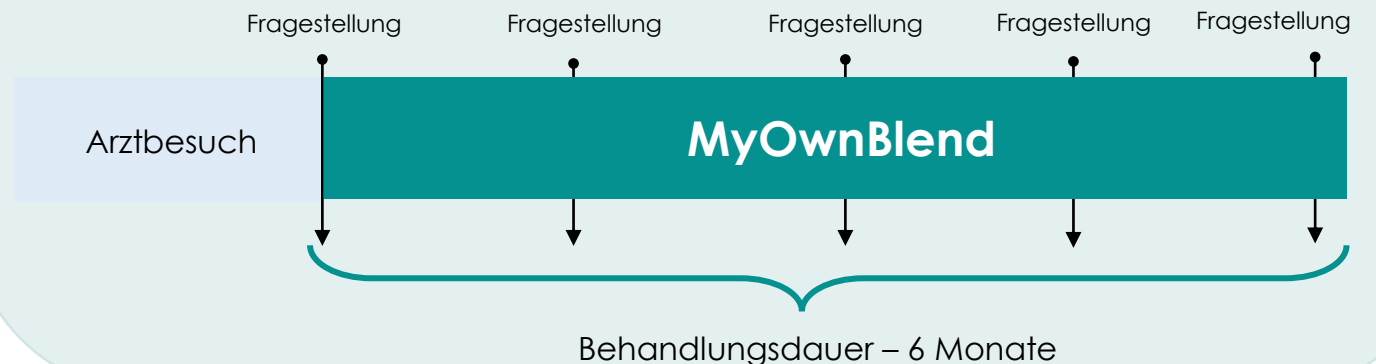 Fragestellung Fragestellung Fragestellung Fragestellung Fragestellung
Arztbesuch MyOwnBlend
Behandlungsdauer – 6 Monate